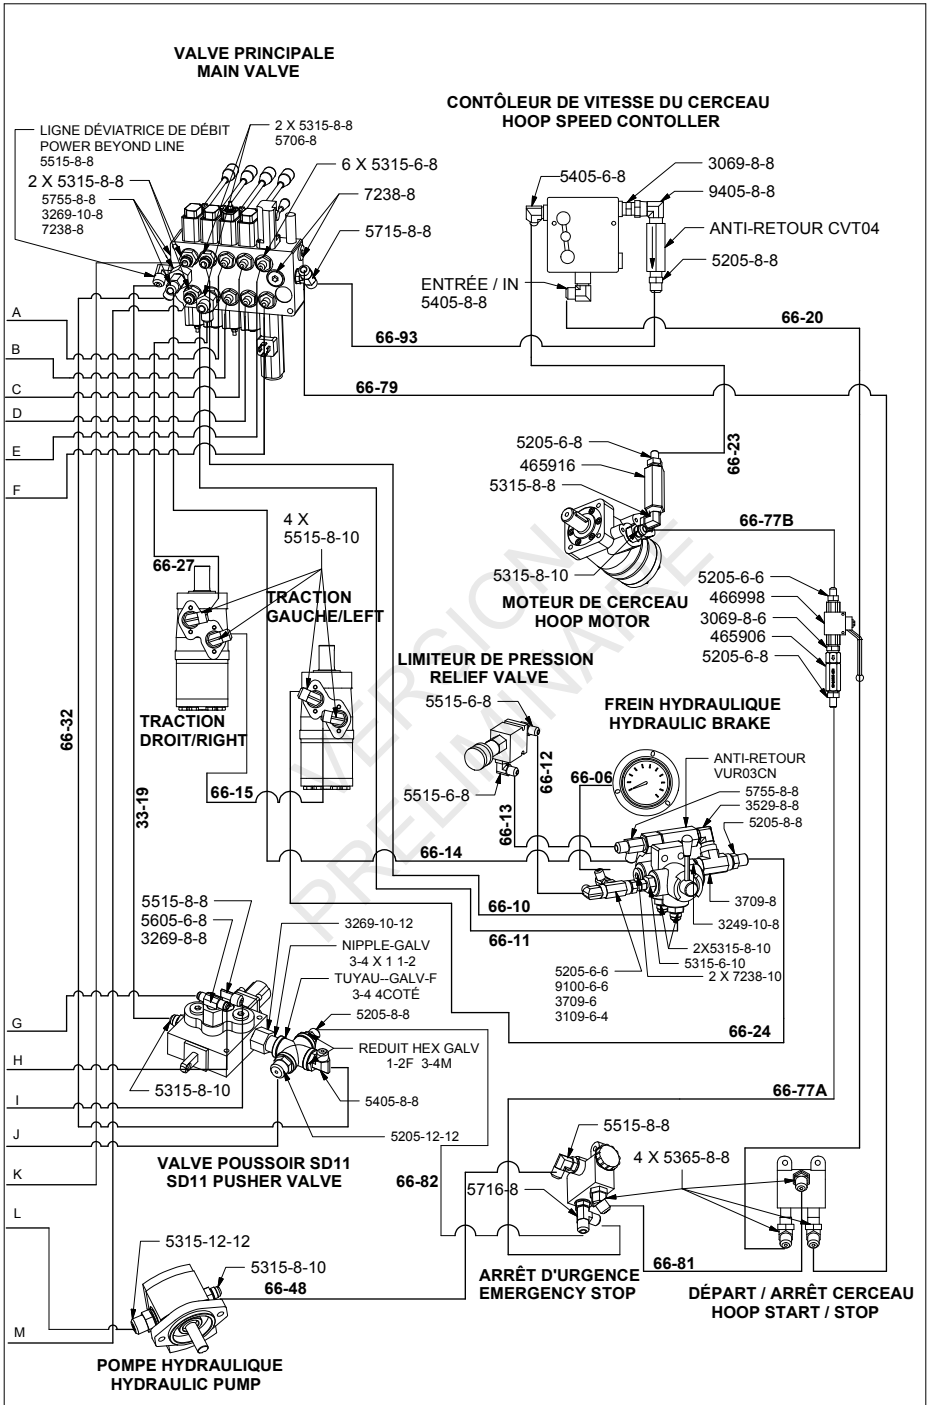 VALVE PRINCIPALE
MAIN VALVE
CONTÔLEUR DE VITESSE DU CERCEAU
HOOP SPEED CONTOLLER
LIGNE DÉVIATRICE DE DÉBIT
POWER BEYOND LINE
5515-8-8
2 X 5315-8-8
5755-8-8
3269-10-8
7238-8
2 X 5315-8-8
5706-8
6 X 5315-6-8
7238-8
5715-8-8
5405-6-8
3069-8-8
9405-8-8
ANTI-RETOUR CVT04
5205-8-8
ENTRÉE / IN
5405-8-8
A
B
C
D
E
F
66-93
66-20
66-79
66-23
5205-6-8
465916
5315-8-8
5315-8-10
MOTEUR DE CERCEAU
HOOP MOTOR
66-77B
5205-6-6
466998
3069-8-6
465906
5205-6-8
4 X
5515-8-10
66-27
TRACTION
GAUCHE/LEFT
TRACTION
DROIT/RIGHT
66-32
33-19
66-15
VERSION
PRELIMINAIRE
LIMITEUR DE PRESSION
RELIEF VALVE
5515-6-8
5515-6-8
66-12
66-13
66-06
FREIN HYDRAULIQUE
HYDRAULIC BRAKE
ANTI-RETOUR
VUR03CN
5755-8-8
3529-8-8
5205-8-8
66-14
66-10
66-11
3709-8
3249-10-8
2X5315-8-10
5315-6-10
2 X 7238-10
5205-6-6
9100-6-6
3709-6
3109-6-4
66-24
5515-8-8
5605-6-8
3269-8-8
3269-10-12
NIPPLE-GALV
3-4 X 1 1-2
TUYAU--GALV-F
3-4 4COTÉ
5205-8-8
REDUIT HEX GALV
1-2F 3-4M
5405-8-8
5205-12-12
5315-8-10
VALVE POUSSOIR SD11
SD11 PUSHER VALVE
G
H
I
J
K
L
M
66-82
66-77A
5515-8-8
4 X 5365-8-8
5716-8
66-81
ARRÊT D'URGENCE
EMERGENCY STOP
DÉPART / ARRÊT CERCEAU
HOOP START / STOP
5315-12-12
5315-8-10
66-48
POMPE HYDRAULIQUE
HYDRAULIC PUMP